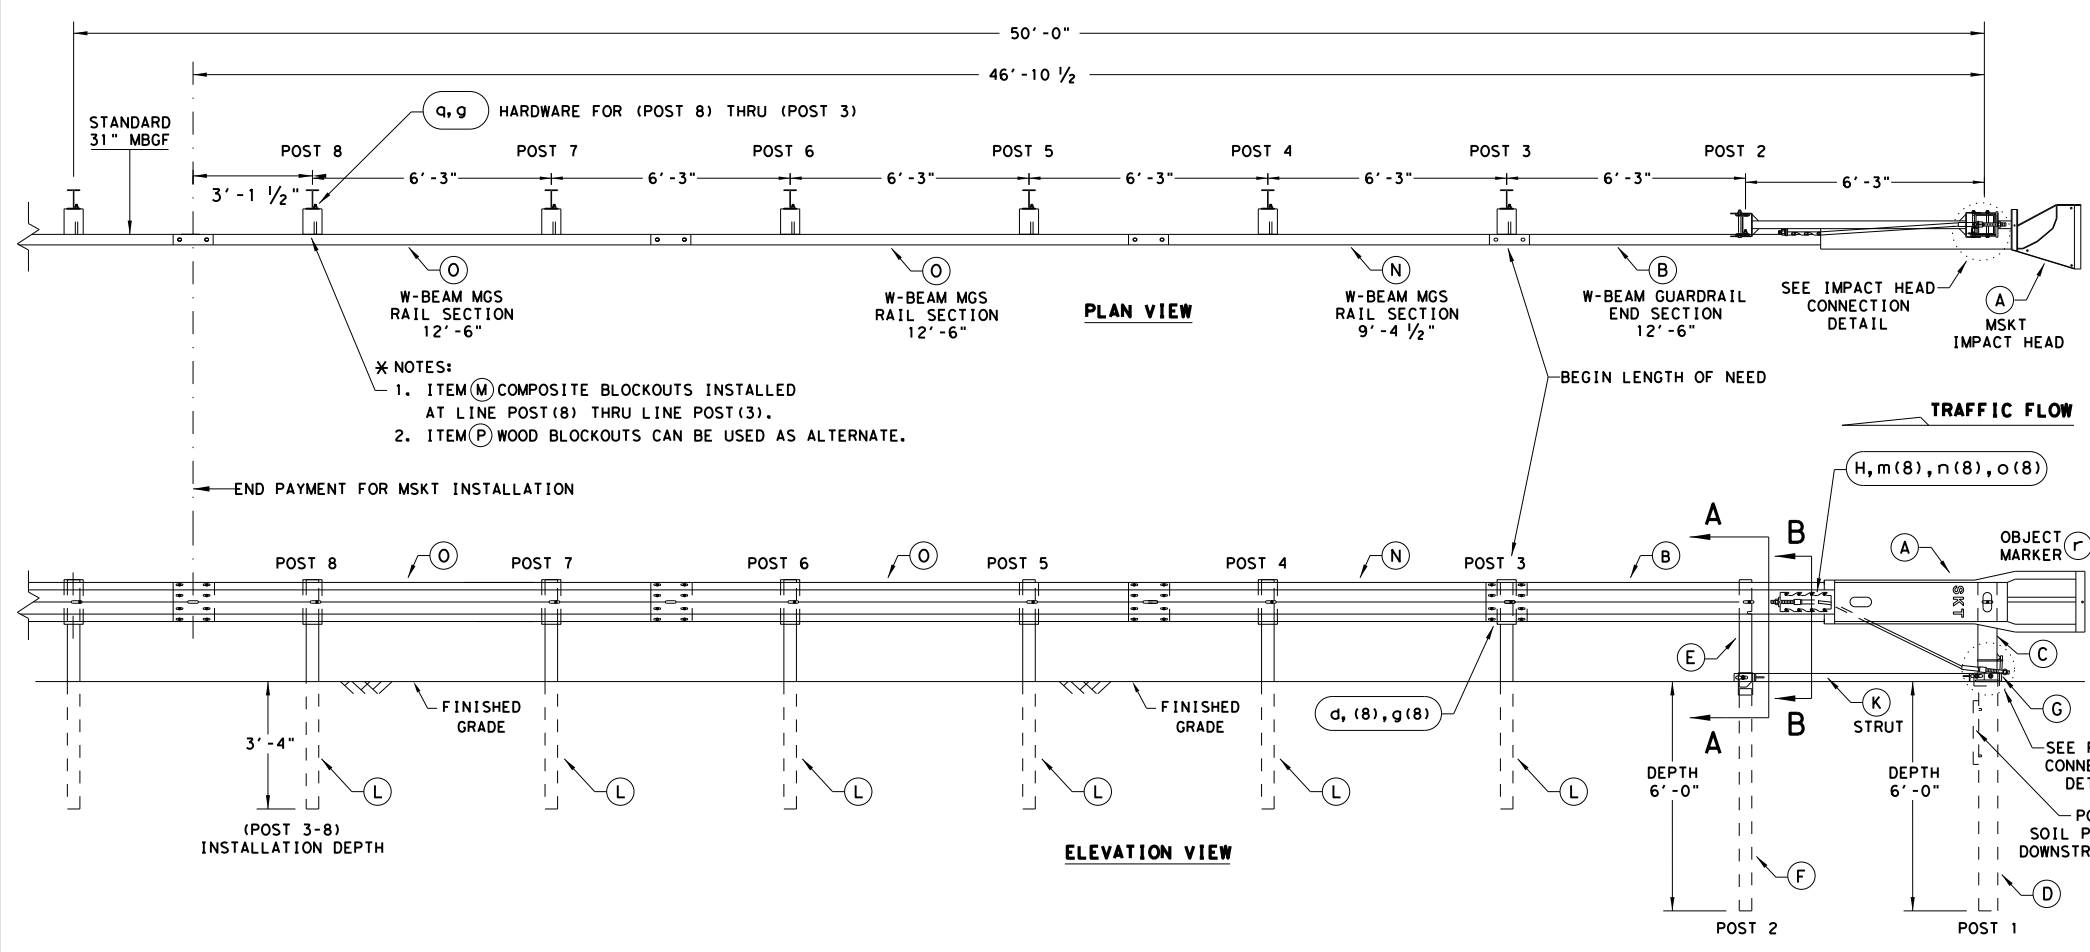 50'-0"
46'-10 1/2
q,g HARDWARE FOR (POST 8) THRU (POST 3)
STANDARD
31" MBGF
POST 8
POST 7
POST 6
POST 5
POST 4
POST 3
POST 2
3'-1 1/2"
6'-3"
6'-3"
6'-3"
6'-3"
6'-3"
6'-3"
6'-3"
O
W-BEAM MGS
RAIL SECTION
12'-6"
O
W-BEAM MGS
RAIL SECTION
12'-6"
PLAN VIEW
N
W-BEAM MGS
RAIL SECTION
9'-4 1/2"
B
W-BEAM GUARDRAIL
END SECTION
12'-6"
SEE IMPACT HEAD
CONNECTION
DETAIL
A
MSKT
IMPACT HEAD
* NOTES:
1. ITEM M COMPOSITE BLOCKOUTS INSTALLED
AT LINE POST(8) THRU LINE POST(3).
2. ITEM P WOOD BLOCKOUTS CAN BE USED AS ALTERNATE.
BEGIN LENGTH OF NEED
TRAFFIC FLOW
END PAYMENT FOR MSKT INSTALLATION
H,m(8),n(8),o(8)
POST 8
O
POST 7
POST 6
O
POST 5
POST 4
N
POST 3
B
A
B
A
OBJECT
MARKER r
SKT
E
C
FINISHED
GRADE
FINISHED
GRADE
d, (8),g(8)
A
B
K
STRUT
G
SEE
CONNE
DET
3'-4"
L
L
L
L
L
L
DEPTH
6'-0"
DEPTH
6'-0"
(POST 3-8)
INSTALLATION DEPTH
PO
SOIL P
DOWNSTR
ELEVATION VIEW
F
D
POST 2
POST 1